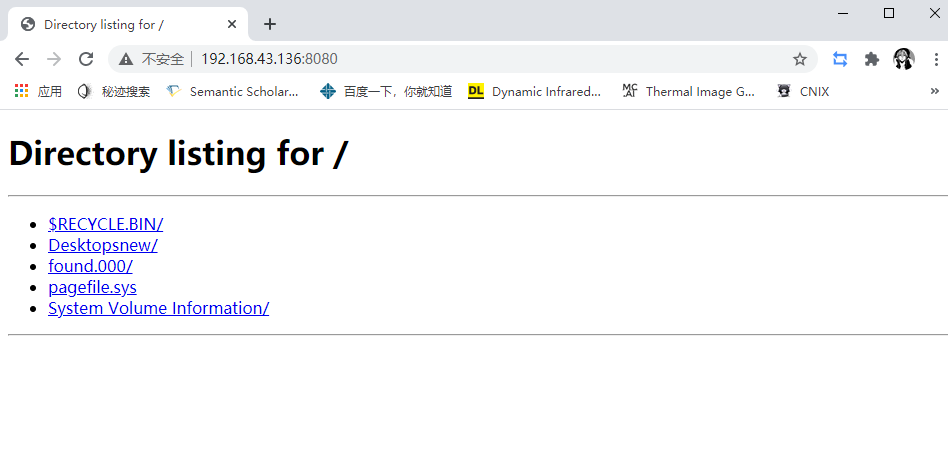 Directory listing for /
不安全 192.168.43.136:8080
应用 秘迹搜索 Semantic Scholar... 百度一下，你就知道 DL Dynamic Infrared... MC AT Thermal Image G... CNIX »
Directory listing for /
$RECYCLE.BIN/
Desktopsnew/
found.000/
pagefile.sys
System Volume Information/